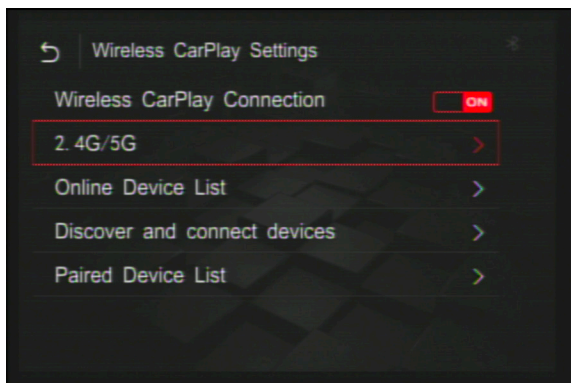 Wireless CarPlay Settings
Wireless CarPlay Connection ON
2.4G/5G
Online Device List
Discover and connect devices
Paired Device List